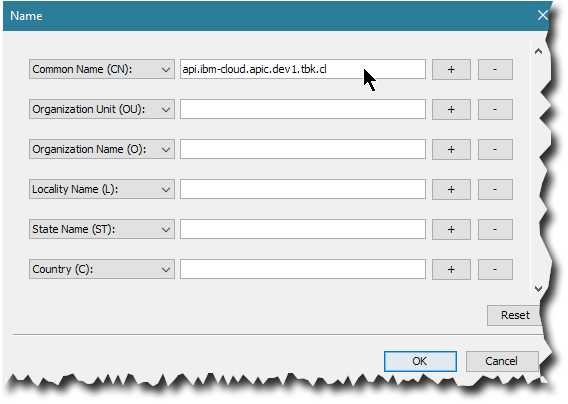 Name
Common Name (CN): api.ibm-cloud.apic.dev1.tbk.cl + -
Organization Unit (OU): + -
Organization Name (O): + -
Locality Name (L): + -
State Name (ST): + -
Country (C): + -
Reset
OK Cancel